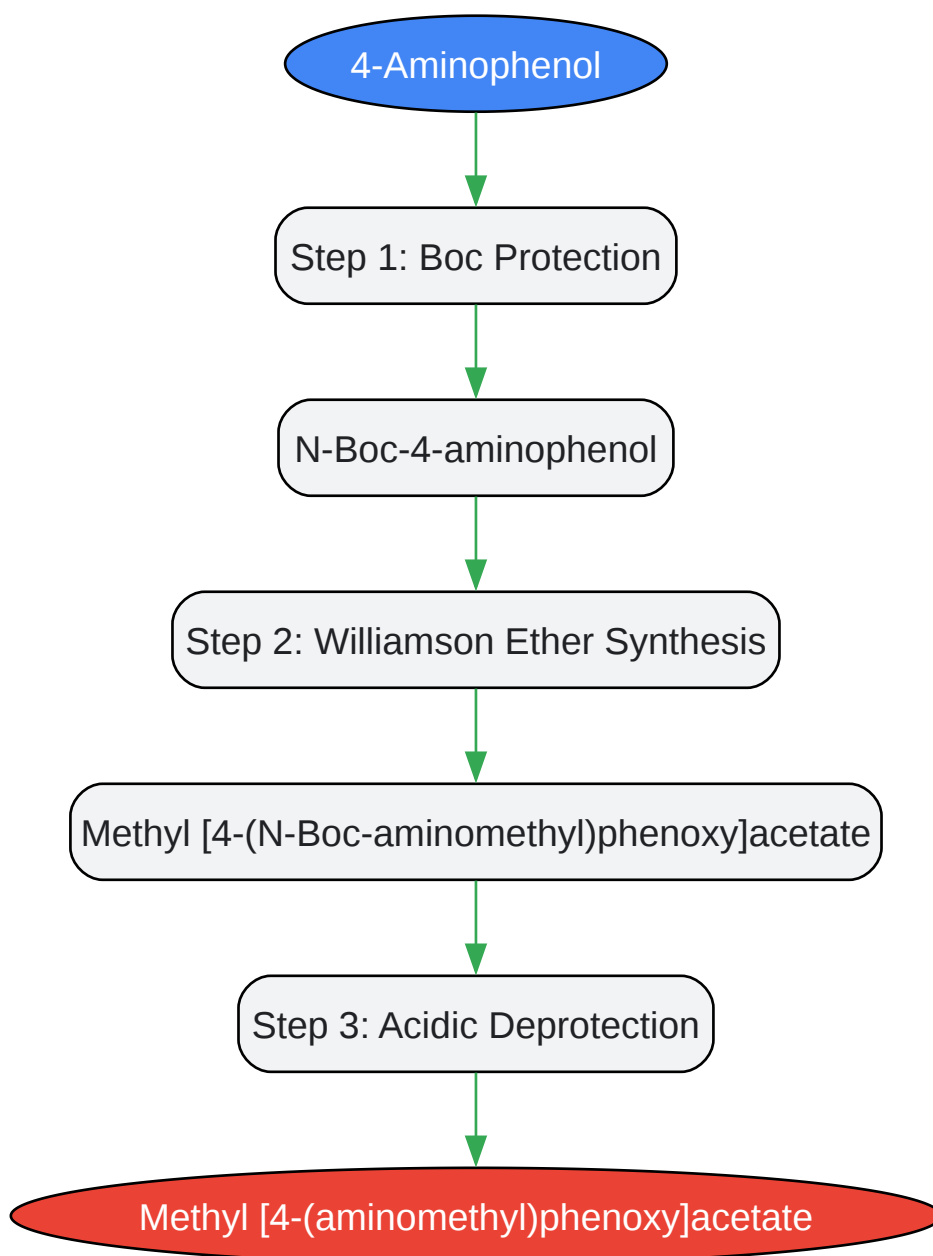 4-Aminophenol
Step 1: Boc Protection
N-Boc-4-aminophenol
Step 2: Williamson Ether Synthesis
Methyl [4-(N-Boc-aminomethyl)phenoxy]acetate
Step 3: Acidic Deprotection
Methyl [4-(aminomethyl)phenoxy]acetate